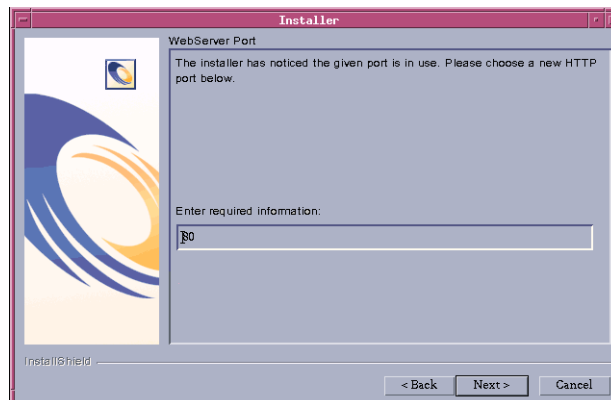 Installer
WebServer Port
The installer has noticed the given port is in use. Please choose a new HTTP
port below.
Enter required information:
80
InstallShield
< Back
Next >
Cancel